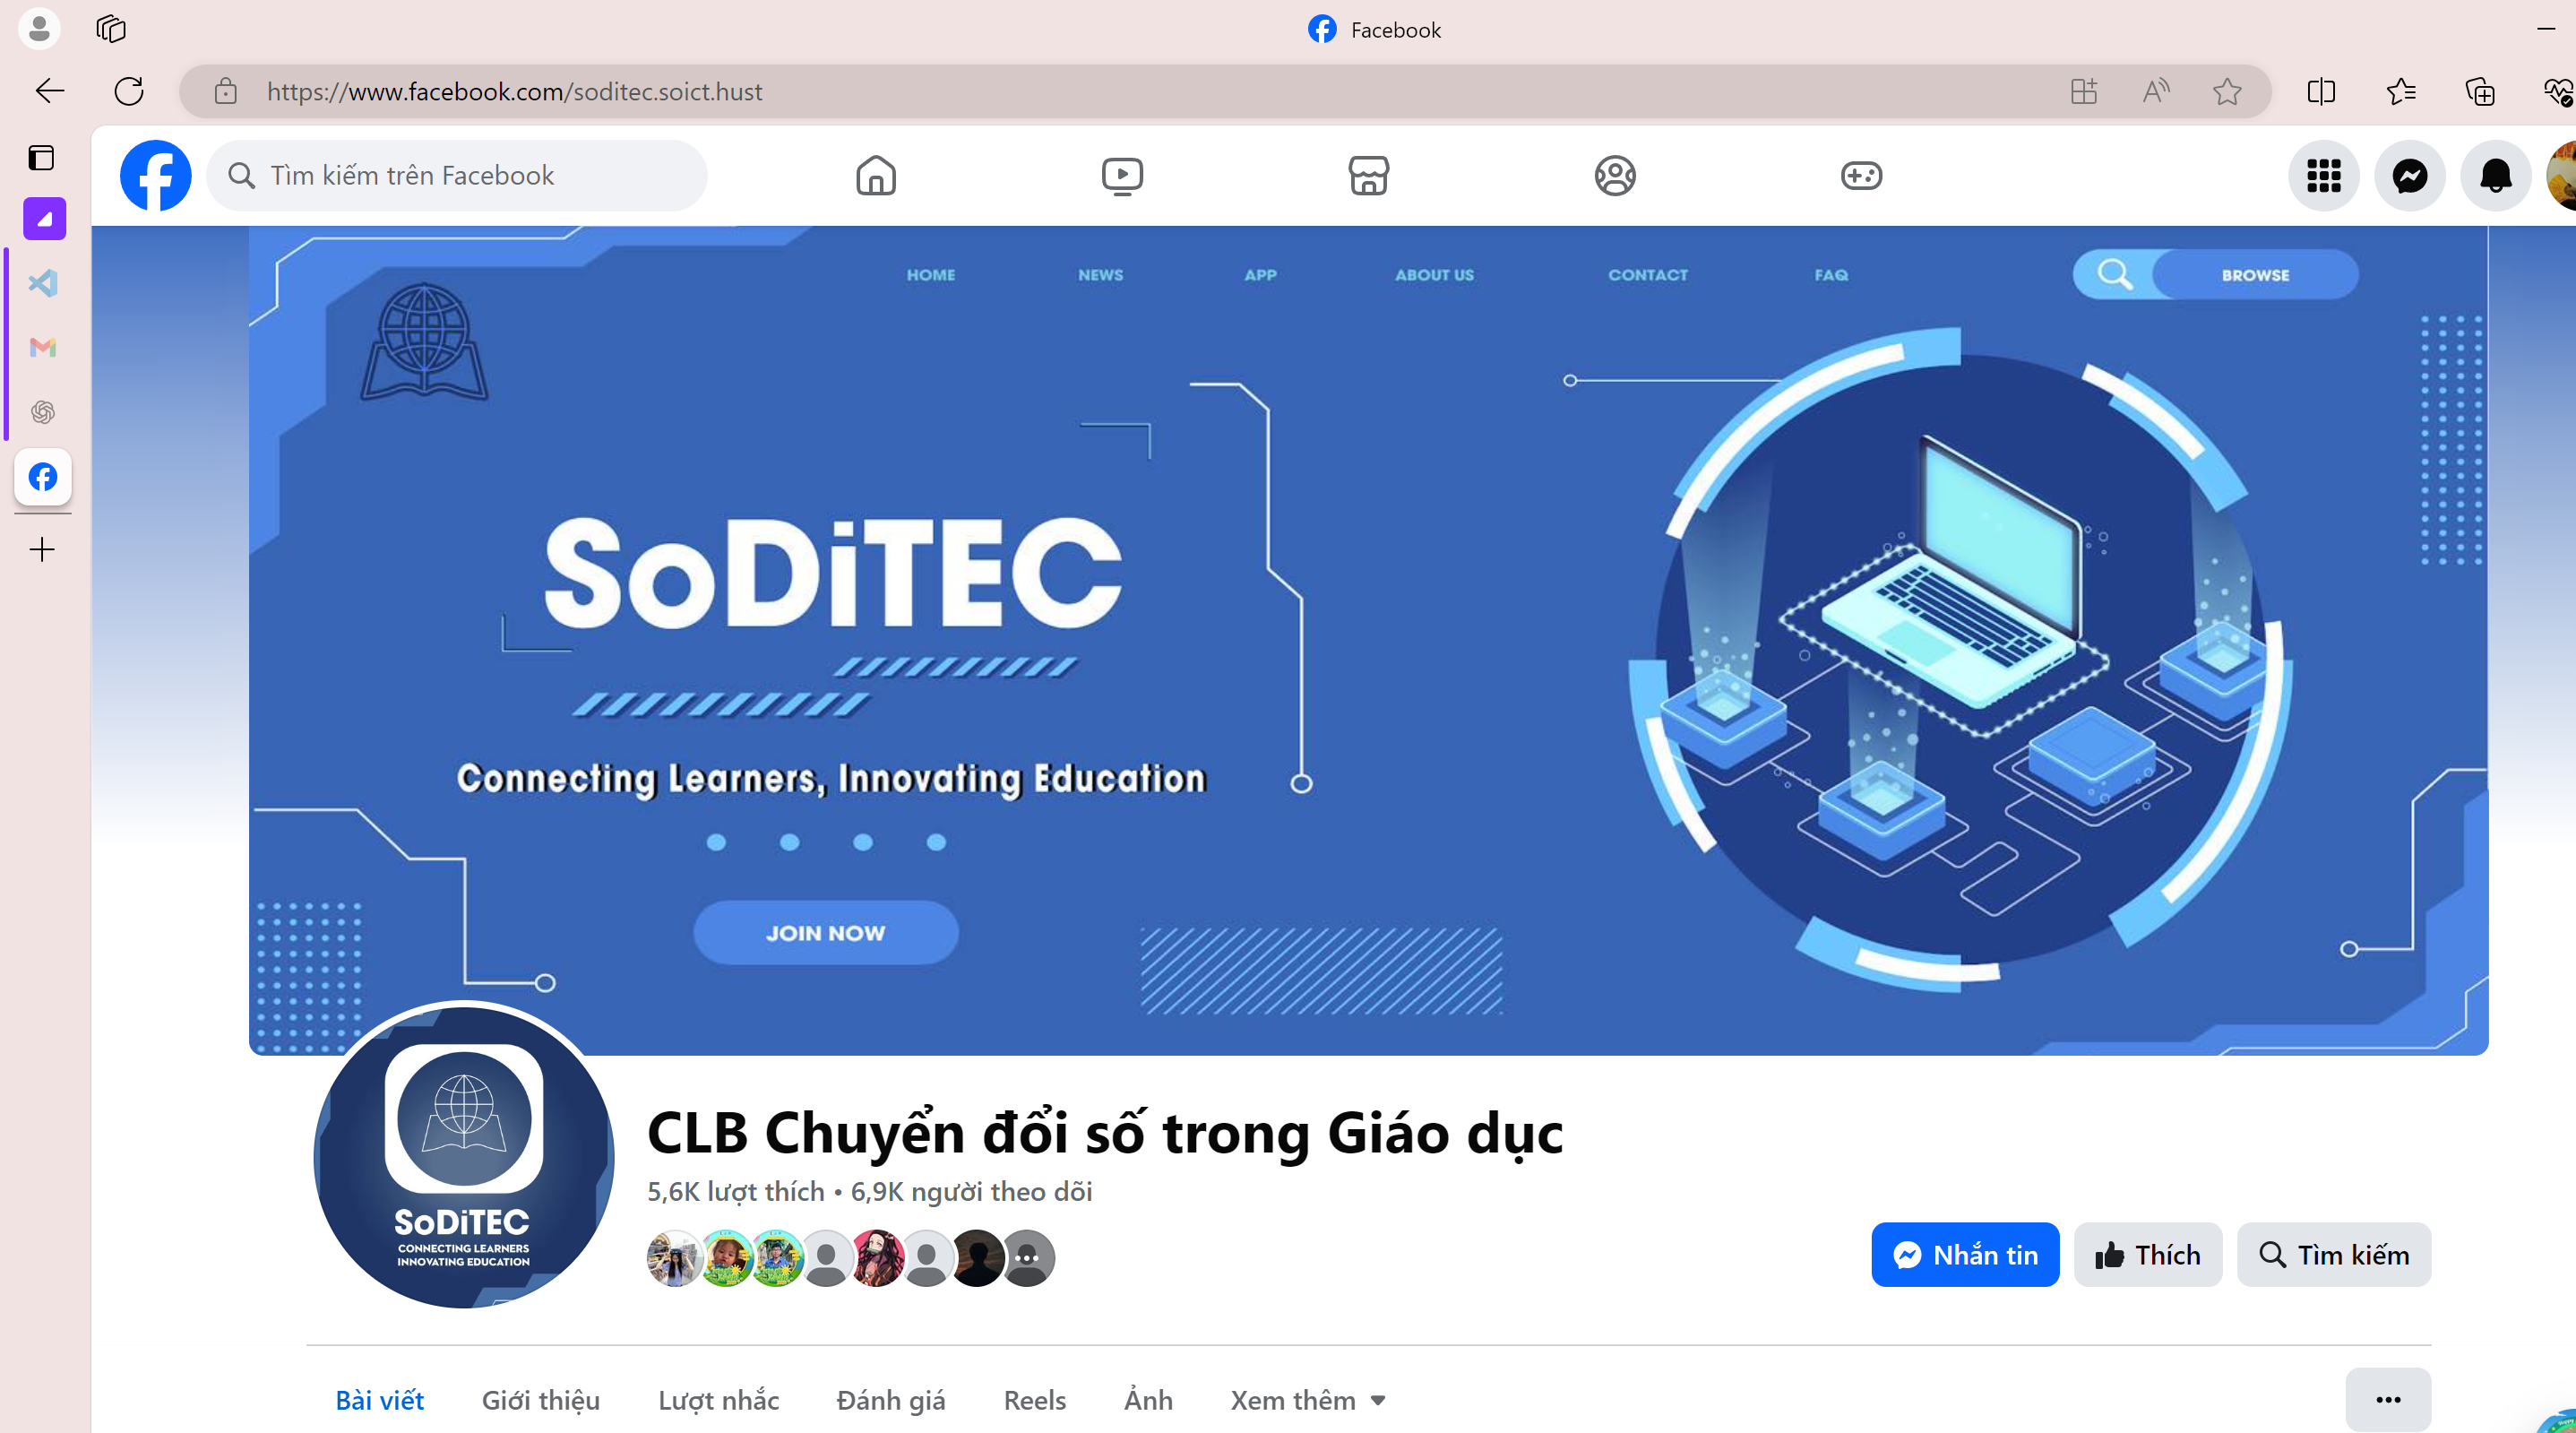 Facebook
https://www.facebook.com/soditec.soict.hust
Tìm kiếm trên Facebook
HOME NEWS APP ABOUT US CONTACT FAQ BROWSE
SoDiTEC
Connecting Learners, Innovating Education
JOIN NOW
SoDiTEC
CONNECTING LEARNERS
INNOVATING EDUCATION
CLB Chuyển đổi số trong Giáo dục
5,6K lượt thích • 6,9K người theo dõi
Nhắn tin Thích Tìm kiếm
Bài viết Giới thiệu Lượt nhắc Đánh giá Reels Ảnh Xem thêm